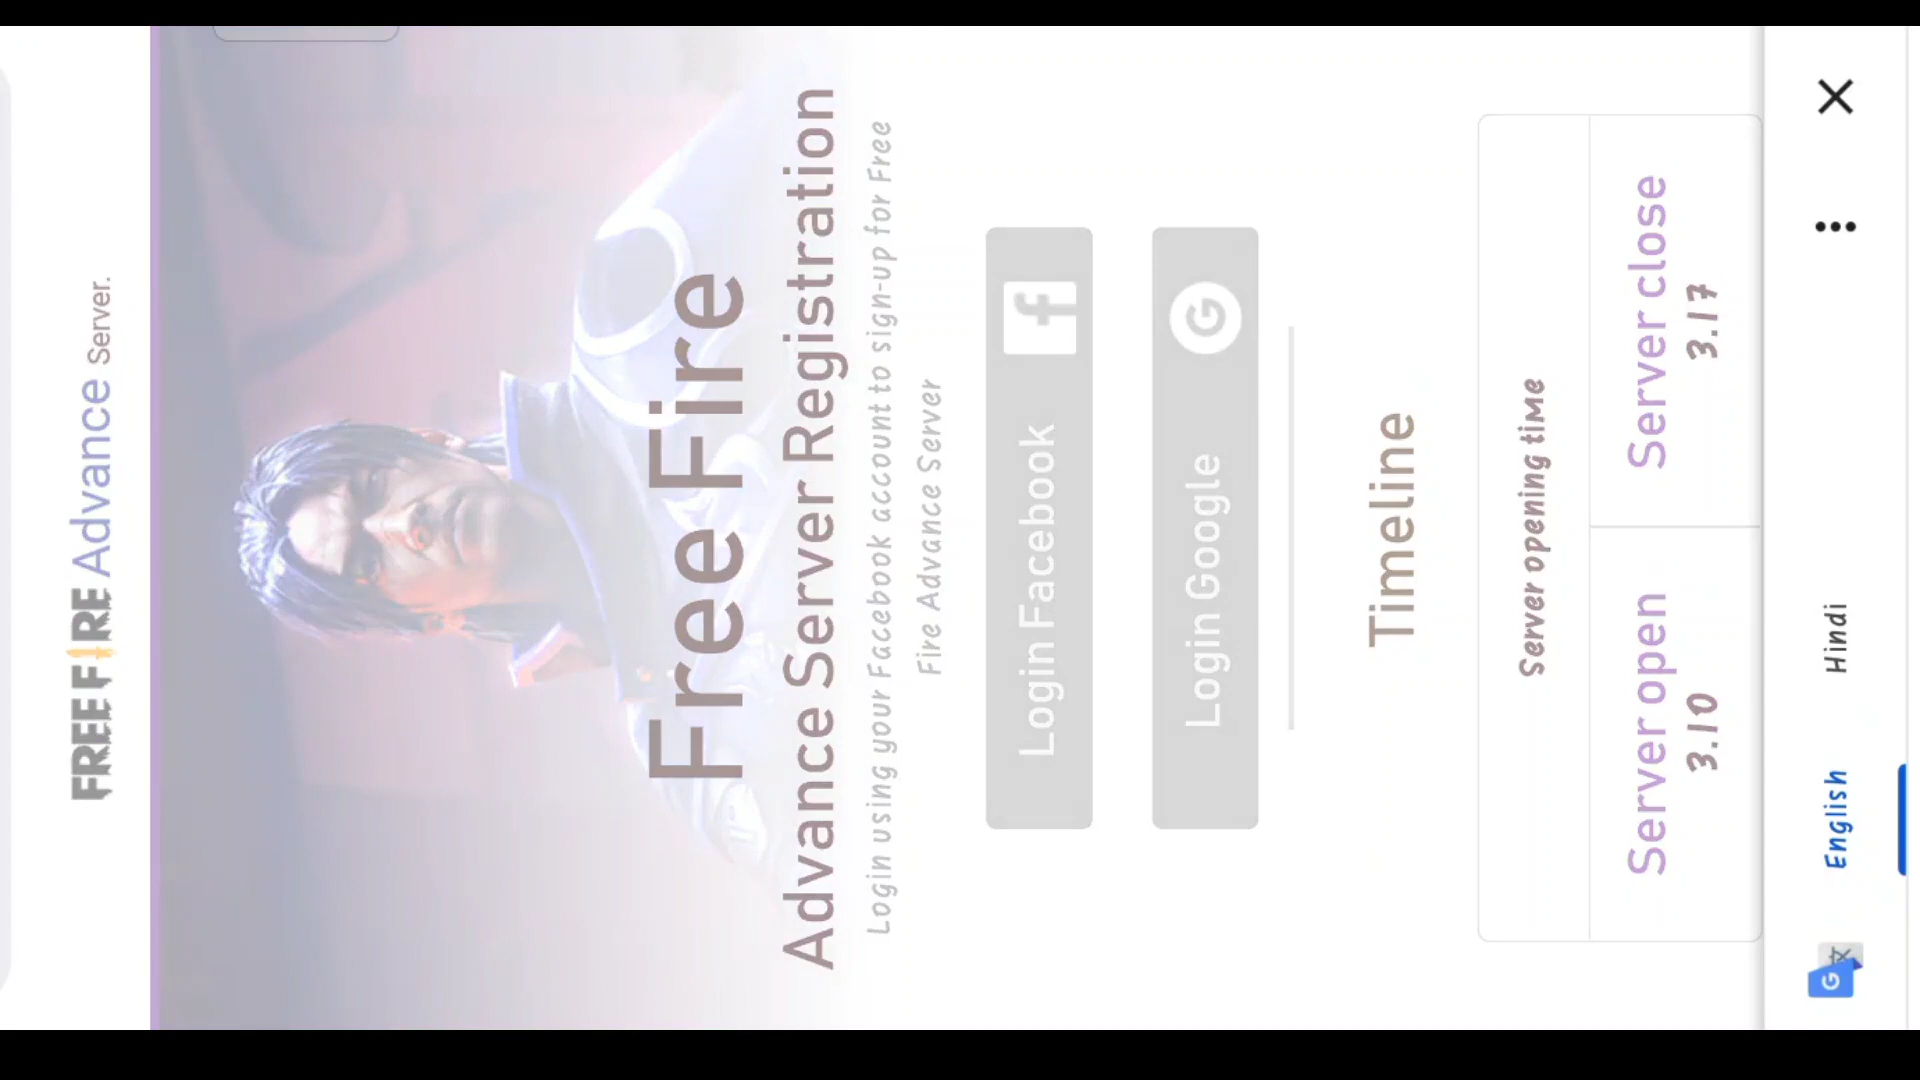 FREE FIRE Advance Server.
Free Fire
Advance Server Registration
Login using your Facebook account to sign-up for Free
Fire Advance Server
Login Facebook
Login Google
Timeline
Server opening time
Server open
3.10
Server close
3.17
English
Hindi